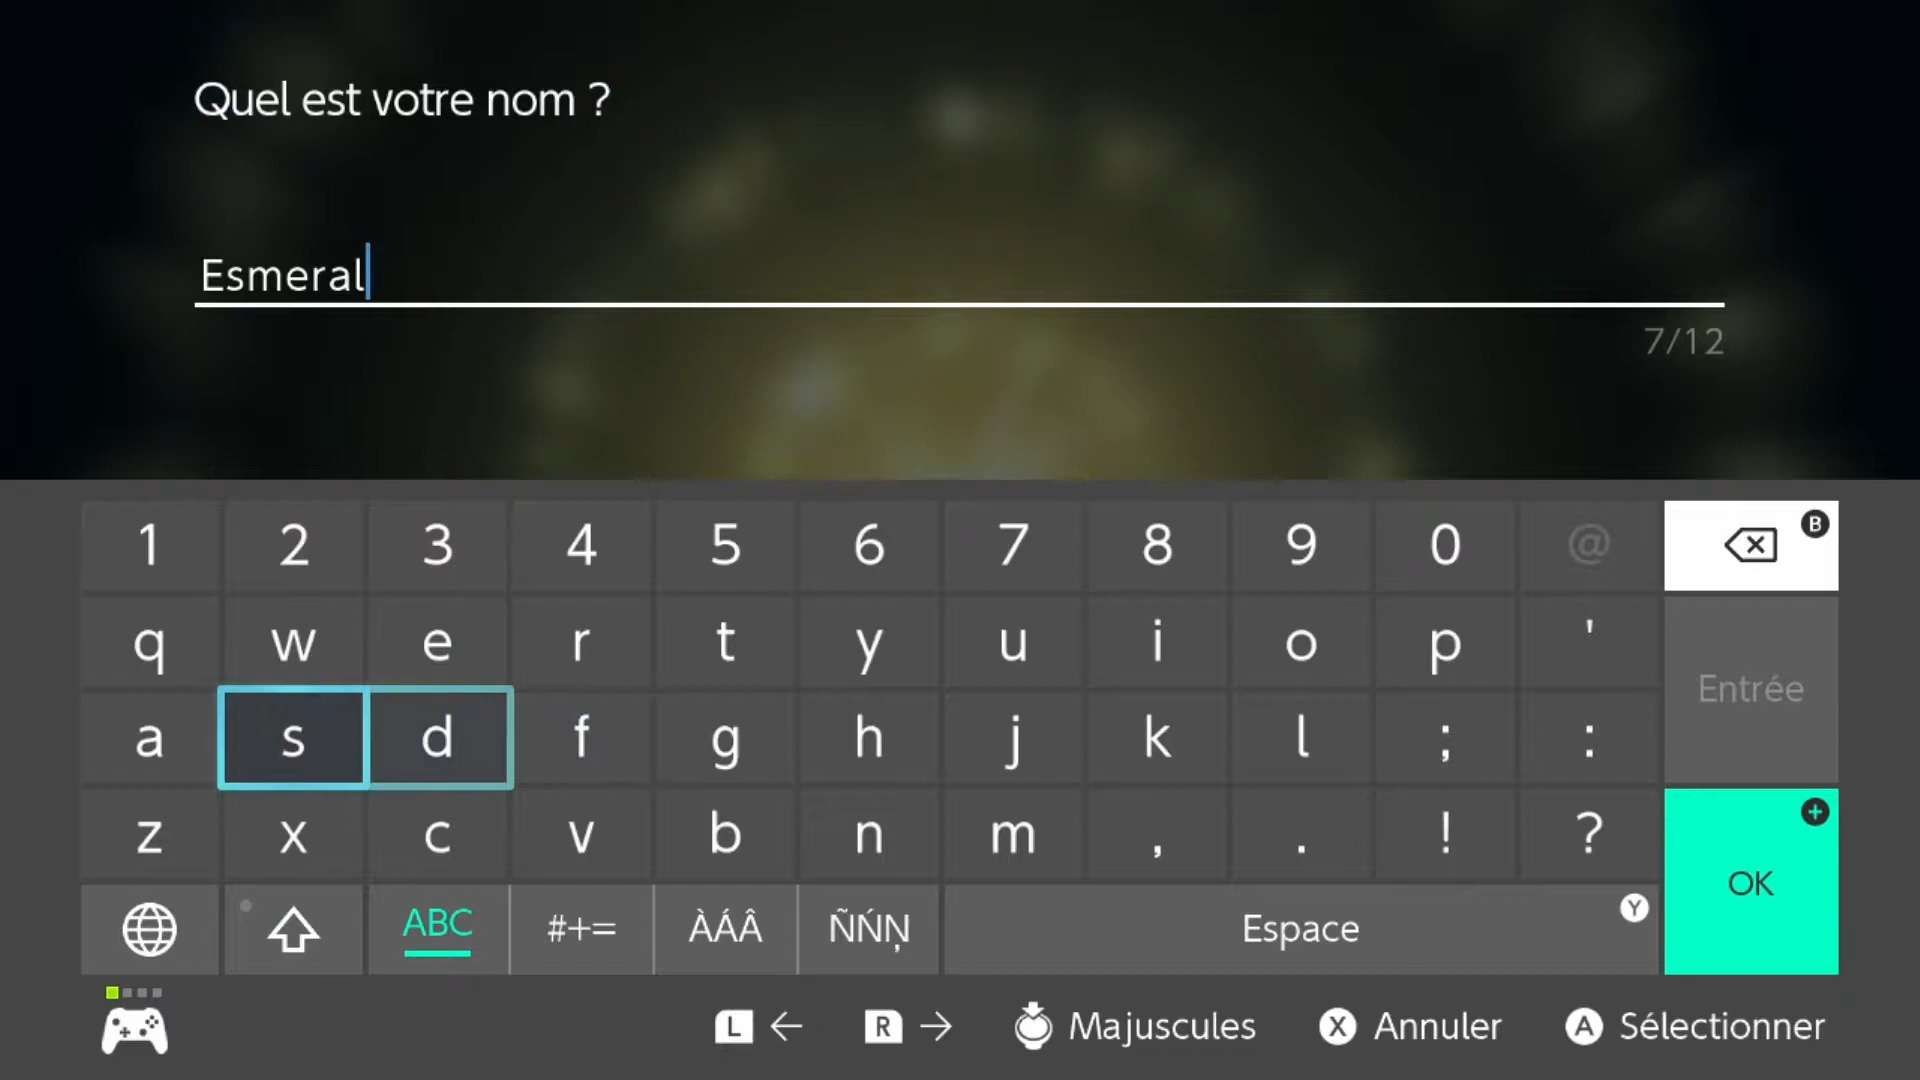 Quel est votre nom ?
Esmeral
7/12
1 2 3 4 5 6 7 8 9 0 @ B
q w e r t y u i o p '
Entrée
a s d f g h j k l ; :
z x c v b n m , . ! ?
+
OK
ABC #+= ÀÁÂ ÑŃŅ Espace Y
L ← R → Majuscules X Annuler A Sélectionner